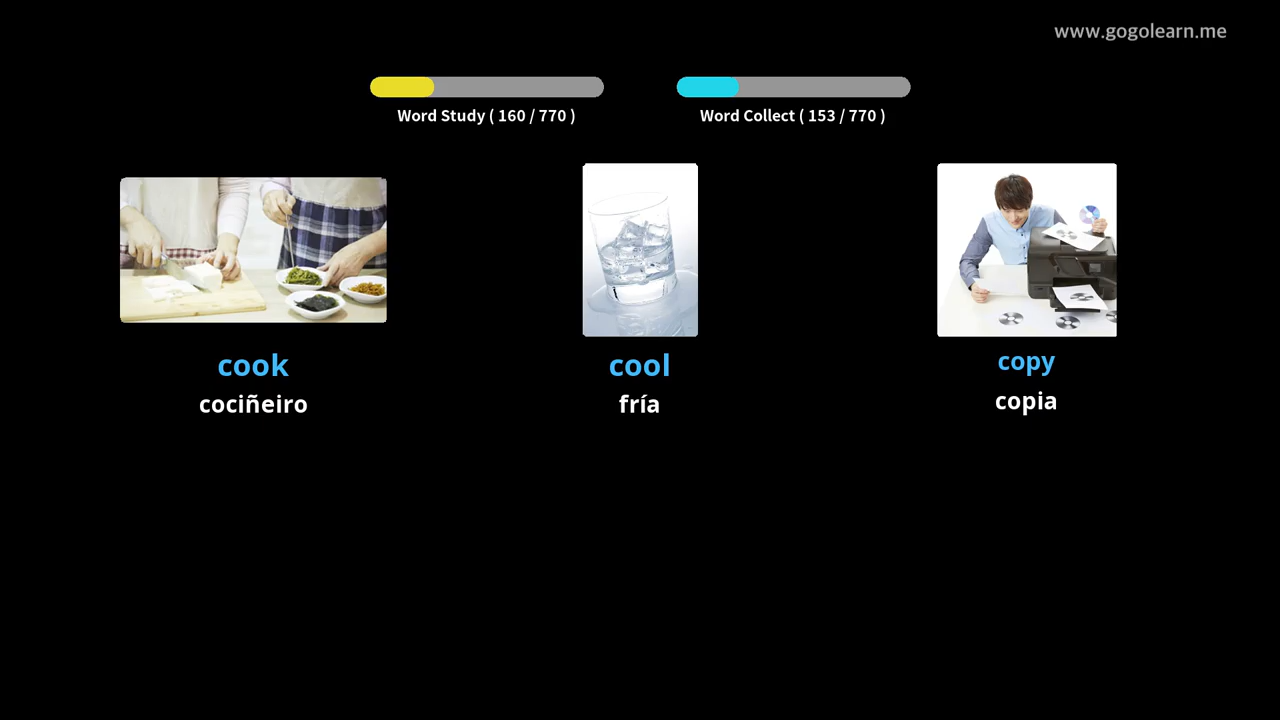 www.gogolearn.me
Word Study ( 160 / 770 )
Word Collect ( 153 / 770 )
cook
cociñeiro
cool
fría
copy
copia